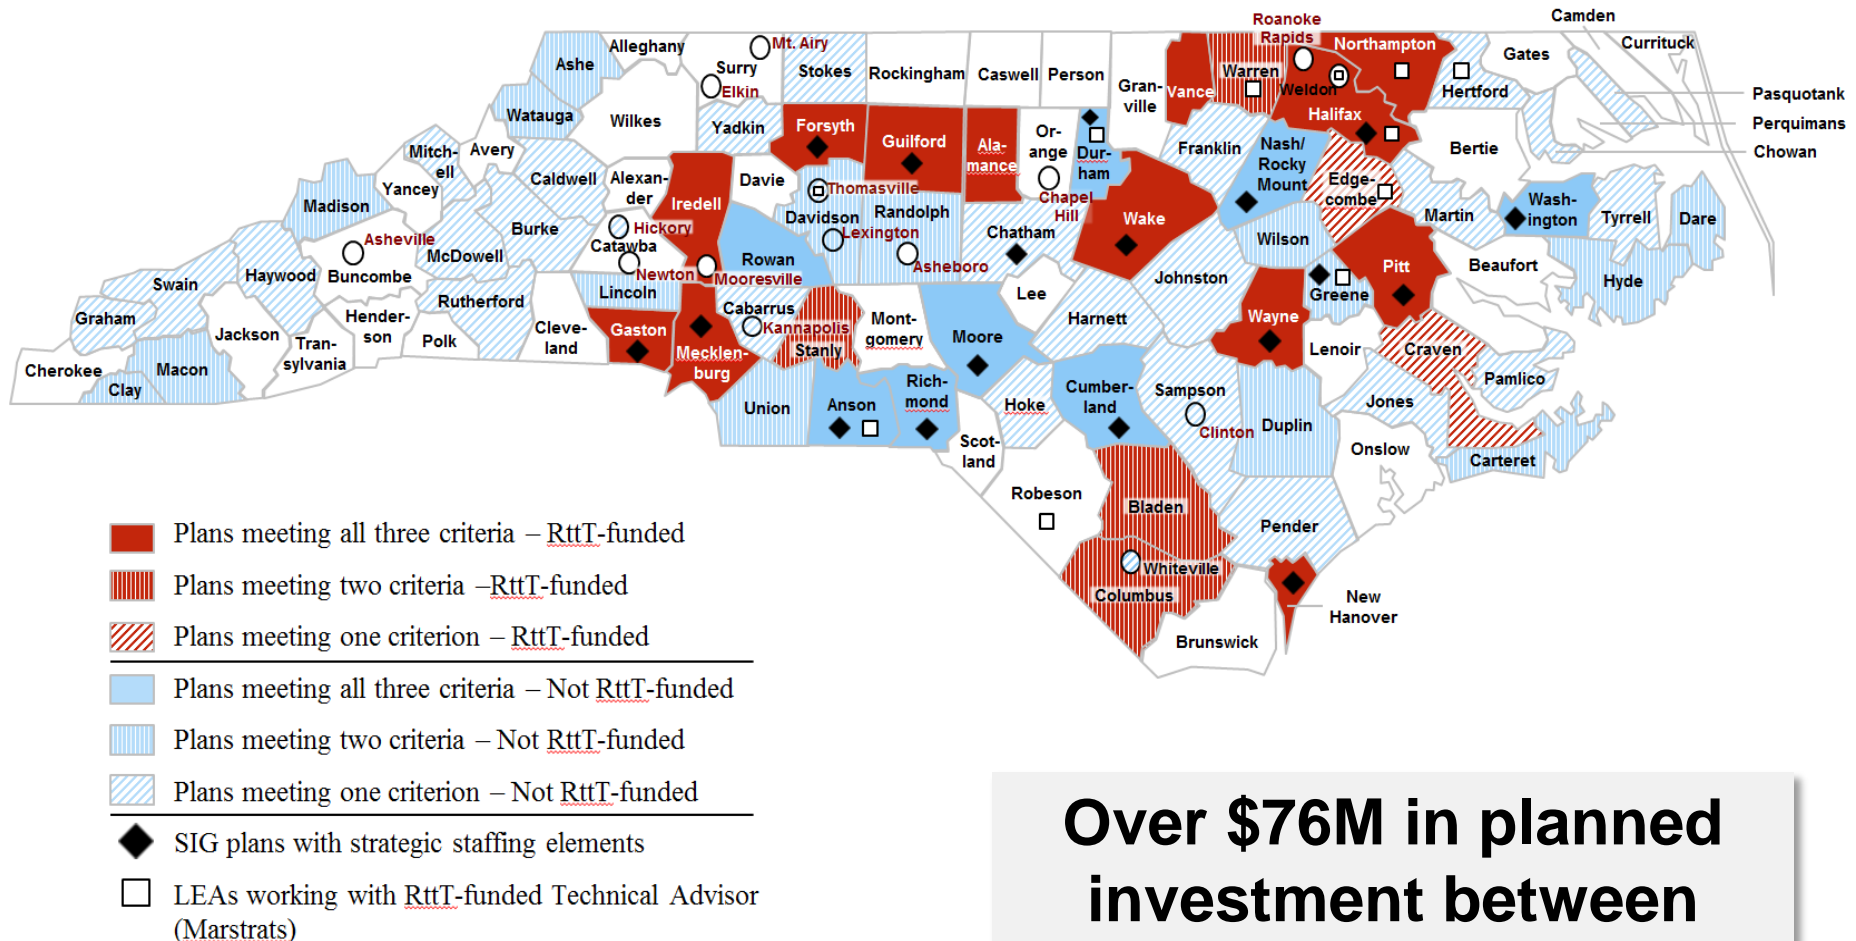 Roanoke
Rapids
Camden
Alleghany
Mt. Airy
Northampton
Currituck
Ashe
Surry
Elkin
Stokes
Rockingham
Caswell
Person
Gran-
ville
Vance
Warren
Weldon
Gates
Hertford
Pasquotank
Watauga
Wilkes
Yadkin
Forsyth
Guilford
Ala-
mance
Or-
ange
Dur-
ham
Halifax
Perquimans
Mitch-
ell
Avery
Caldwell
Alexan-
der
Davie
Franklin
Nash/
Rocky
Mount
Bertie
Chowan
Yancey
Madison
Iredell
Thomasville
Chapel
Hill
Edge-
combe
Wash-
ington
Tyrrell
Dare
Burke
Hickory
Catawba
Davidson
Lexington
Randolph
Chatham
Wake
Martin
Wilson
Asheville
Buncombe
McDowell
Newton
Mooresville
Rowan
Asheboro
Pitt
Beaufort
Hyde
Swain
Haywood
Rutherford
Lincoln
Lee
Johnston
Greene
Graham
Jackson
Hender-
son
Polk
Cleve-
land
Gaston
Cabarrus
Kannapolis
Mont-
gomery
Moore
Harnett
Wayne
Craven
Cherokee
Clay
Macon
Tran-
sylvania
Mecklen-
burg
Stanly
Lenoir
Pamlico
Union
Anson
Rich-
mond
Hoke
Cumber-
land
Sampson
Clinton
Duplin
Jones
Scot-
land
Onslow
Carteret
Robeson
Bladen
Pender
Whiteville
Columbus
New
Hanover
Brunswick
Plans meeting all three criteria – RttT-funded
Plans meeting two criteria –RttT-funded
Plans meeting one criterion – RttT-funded
Plans meeting all three criteria – Not RttT-funded
Plans meeting two criteria – Not RttT-funded
Plans meeting one criterion – Not RttT-funded
SIG plans with strategic staffing elements
LEAs working with RttT-funded Technical Advisor
(Marstrats)
Over $76M in planned
investment between